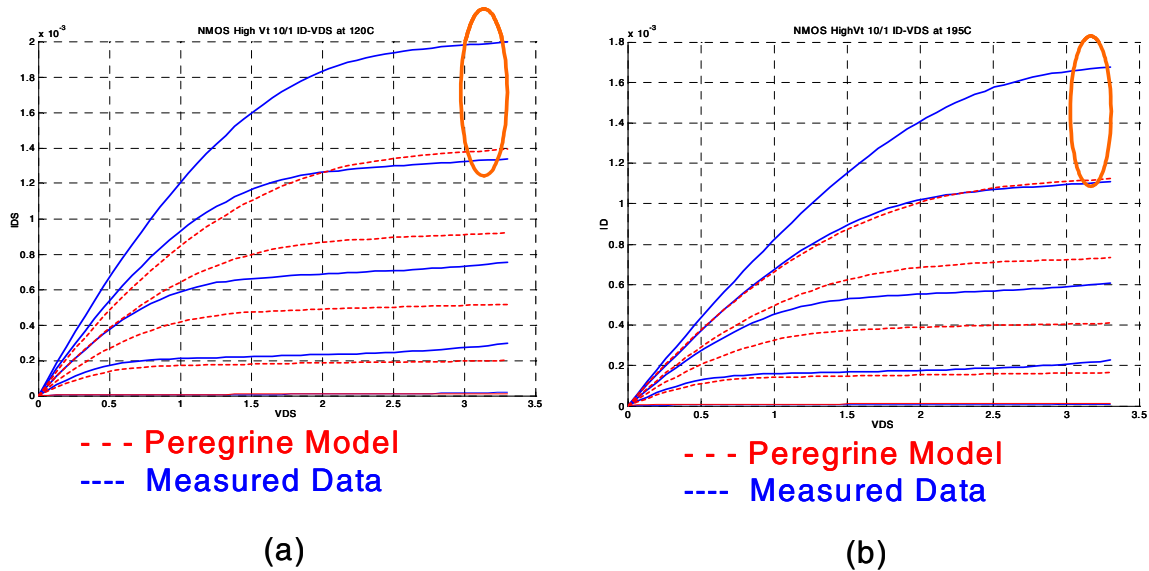 x 10⁻³
NMOS High Vt 10/1 ID-VDS at 120C
2
1.8
1.6
1.4
1.2
1
0.8
0.6
0.4
0.2
0
IDS
0 0.5 1 1.5 2 2.5 3 3.5
VDS
- - - Peregrine Model
---- Measured Data
(a)
x 10⁻³
NMOS HighVt 10/1 ID-VDS at 195C
1.8
1.6
1.4
1.2
1
0.8
0.6
0.4
0.2
0
ID
0 0.5 1 1.5 2 2.5 3 3.5
VDS
- - - Peregrine Model
---- Measured Data
(b)